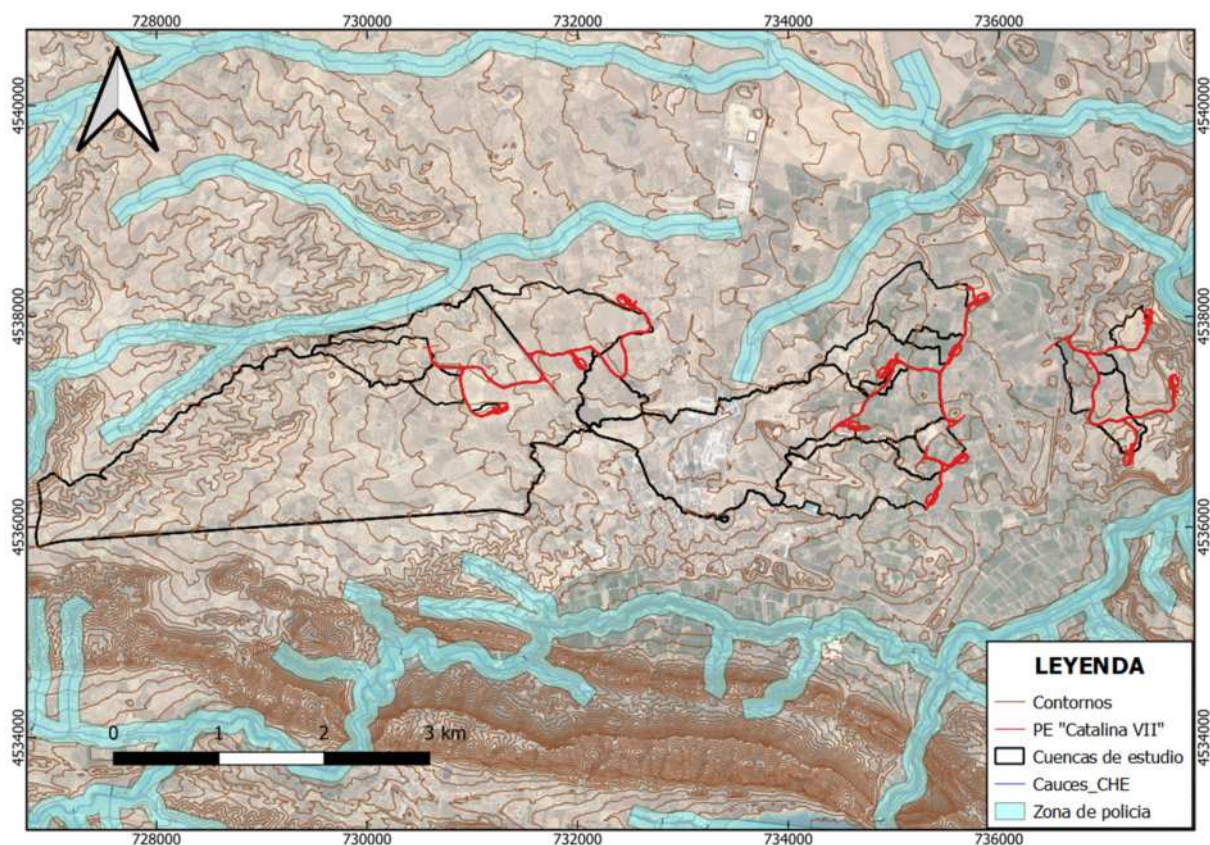 728000 730000 732000 734000 736000
4540000 4540000
4538000 4538000
4536000 4536000
4534000 4534000
0 1 2 3 km
LEYENDA
Contornos
PE "Catalina VII"
Cuencas de estudio
Cauces_CHE
Zona de policia
728000 730000 732000 734000 736000